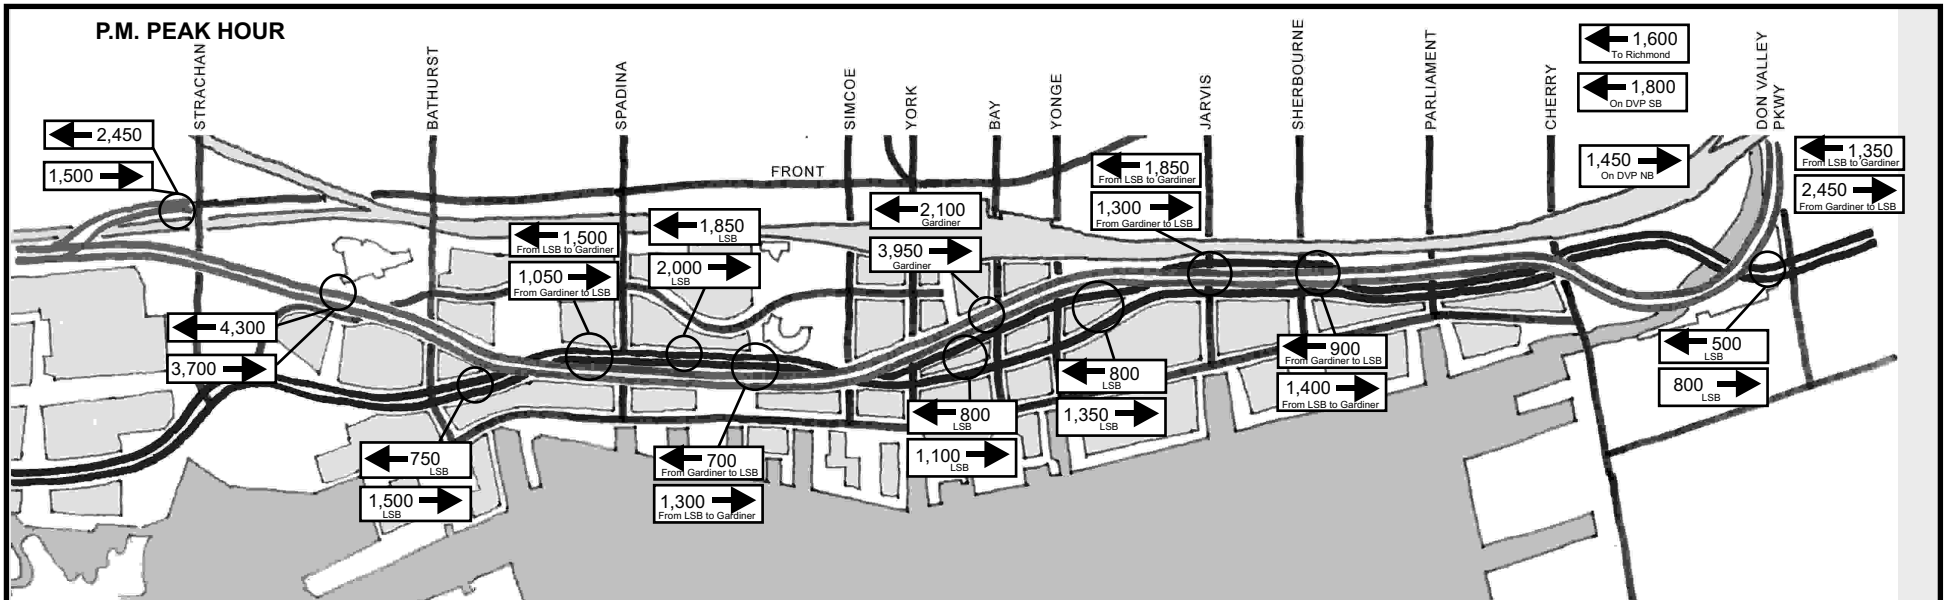 P.M. PEAK HOUR
STRACHAN
BATHURST
SPADINA
SIMCOE
YORK
BAY
YONGE
JARVIS
SHERBOURNE
PARLIAMENT
CHERRY
DON VALLEY
PKWY
FRONT
1,600
To Richmond
1,800
On DVP SB
1,450
On DVP NB
1,350
From LSB to Gardiner
2,450
From Gardiner to LSB
2,450
1,500
1,500
From LSB to Gardiner
1,050
From Gardiner to LSB
1,850
LSB
2,000
LSB
2,100
Gardiner
3,950
Gardiner
1,850
From LSB to Gardiner
1,300
From Gardiner to LSB
4,300
3,700
750
LSB
1,500
LSB
700
From Gardiner to LSB
1,300
From LSB to Gardiner
800
LSB
1,100
LSB
800
LSB
1,350
LSB
900
From Gardiner to LSB
1,400
From LSB to Gardiner
500
LSB
800
LSB